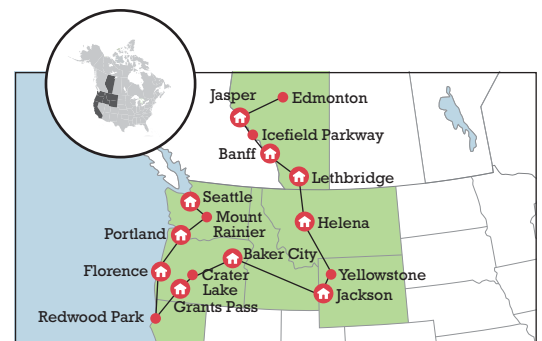 Jasper
Edmonton
Icefield Parkway
Banff
Lethbridge
Seattle
Mount
Rainier
Helena
Portland
Baker City
Florence
Crater
Lake
Yellowstone
Jackson
Grants Pass
Redwood Park